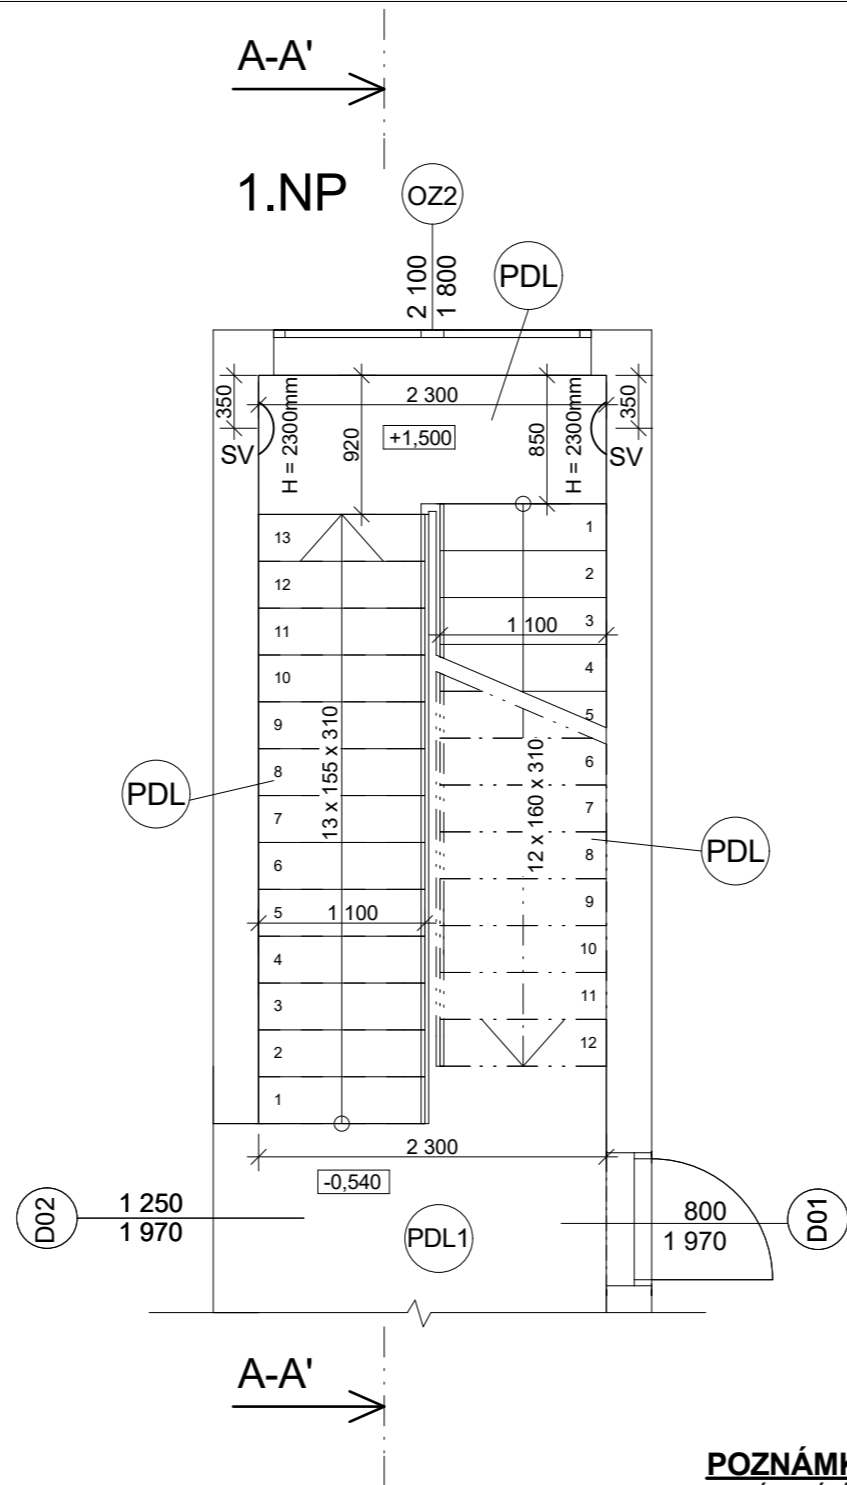 A-A'
1.NP
OZ2
2 100
1 800
PDL
350
SV
H = 2300mm
920
2 300
+1,500
850
H = 2300mm
350
SV
13
12
11
10
9
8
7
6
5
4
3
2
1
13 x 155 x 310
1 100
1
2
3
4
5
6
7
8
9
10
11
12
1 100
12 x 160 x 310
PDL
PDL
2 300
-0,540
D02
1 250
1 970
PDL1
800
1 970
D01
A-A'